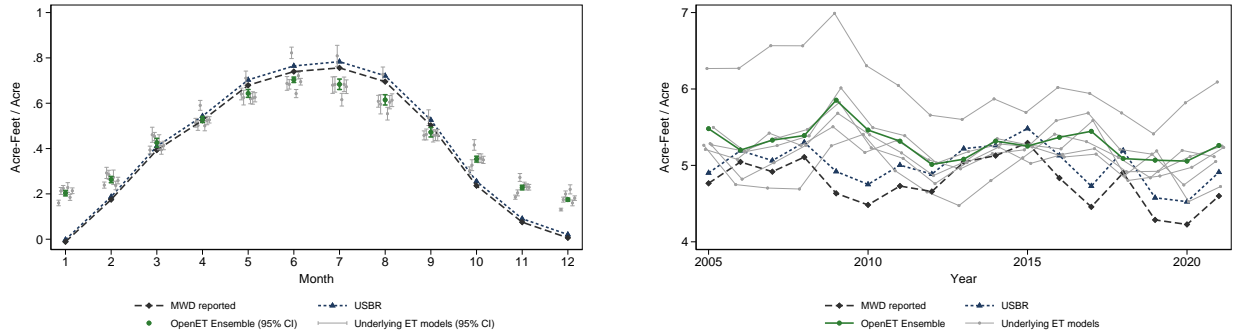 Acre-Feet / Acre
1
.8
.6
.4
.2
0
1 2 3 4 5 6 7 8 9 10 11 12
Month
MWD reported
USBR
OpenET Ensemble (95% CI)
Underlying ET models (95% CI)
Acre-Feet / Acre
7
6
5
4
2005 2010 2015 2020
Year
MWD reported
USBR
OpenET Ensemble
Underlying ET models